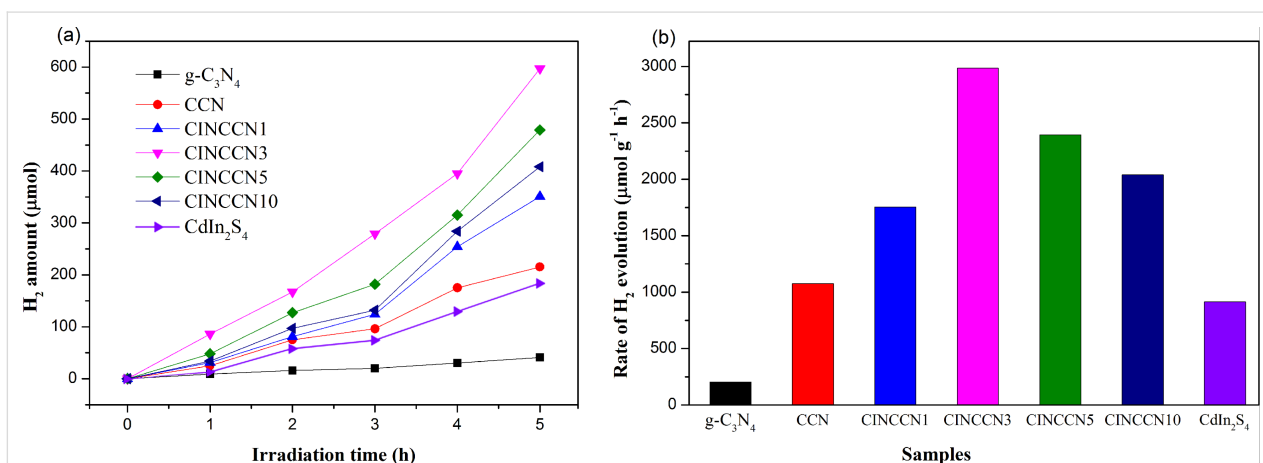 (a)
600
500
400
300
200
100
0
H₂ amount (μmol)
g-C₃N₄
CCN
CINCCN1
CINCCN3
CINCCN5
CINCCN10
CdIn₂S₄
0 1 2 3 4 5
Irradiation time (h)
(b)
3000
2500
2000
1500
1000
500
0
Rate of H₂ evolution (μmol g⁻¹ h⁻¹)
g-C₃N₄ CCN CINCCN1 CINCCN3 CINCCN5 CINCCN10 CdIn₂S₄
Samples